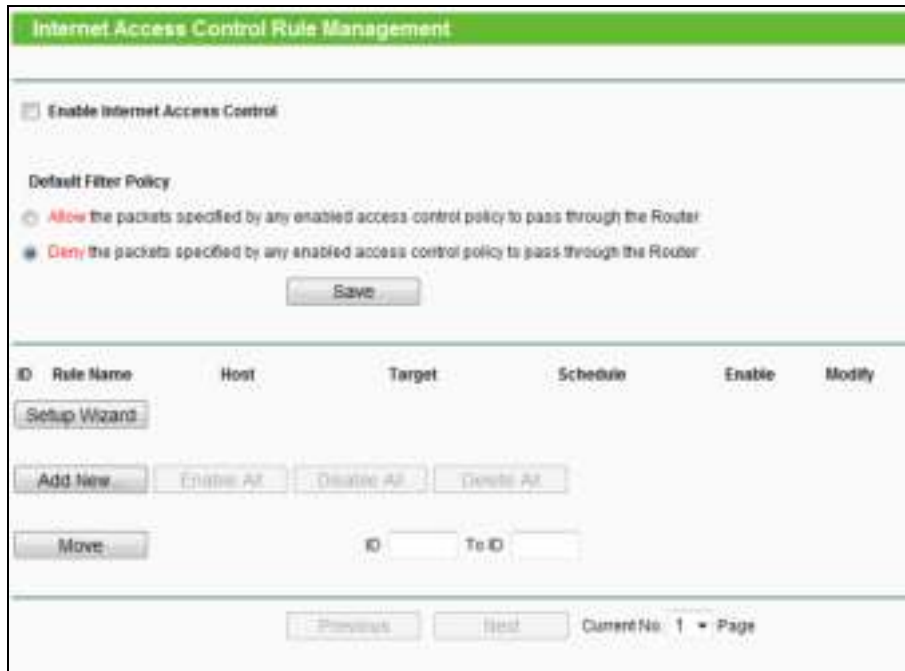 Internet Access Control Rule Management
Enable Internet Access Control
Default Filter Policy
Allow the packets specified by any enabled access control policy to pass through the Router
Deny the packets specified by any enabled access control policy to pass through the Router
Save
ID Rule Name Host Target Schedule Enable Modify
Setup Wizard
Add New... Enable All Disable All Delete All
Move ID To ID
Previous Next Current No. 1 Page